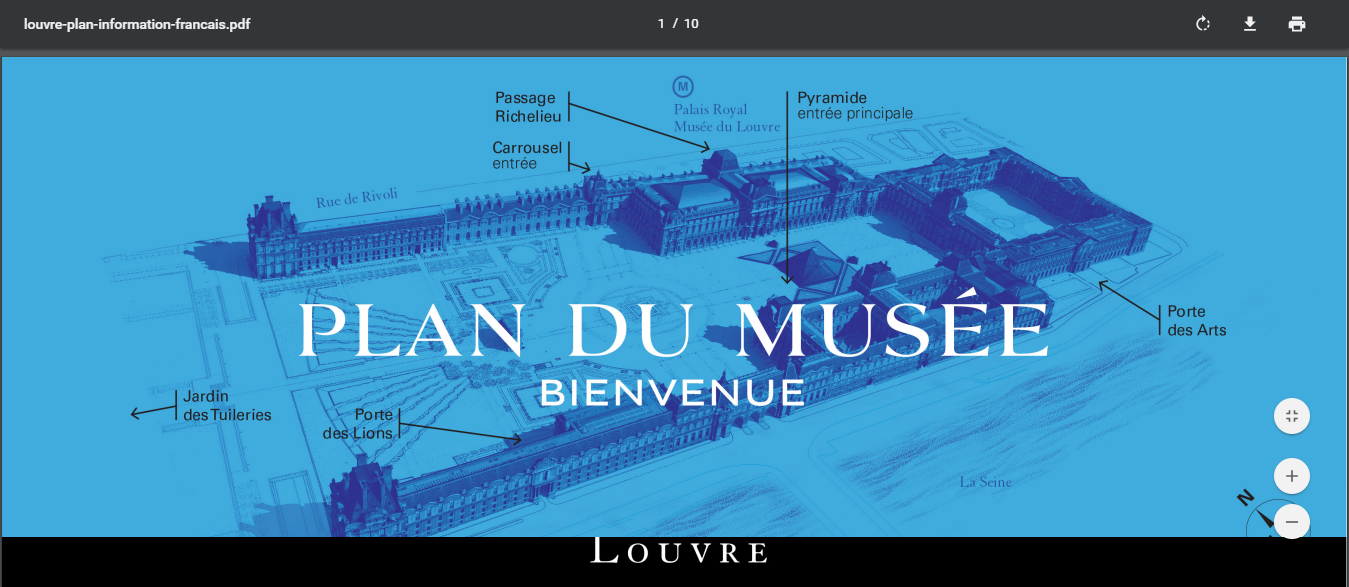 louvre-plan-information-francais.pdf
1 / 10
M
Palais Royal
Musée du Louvre
Passage
Richelieu
Pyramide
entrée principale
Carrousel
entrée
Rue de Rivoli
PLAN DU MUSÉE
BIENVENUE
Porte
des Arts
Jardin
des Tuileries
Porte
des Lions
La Seine
N
LOUVRE